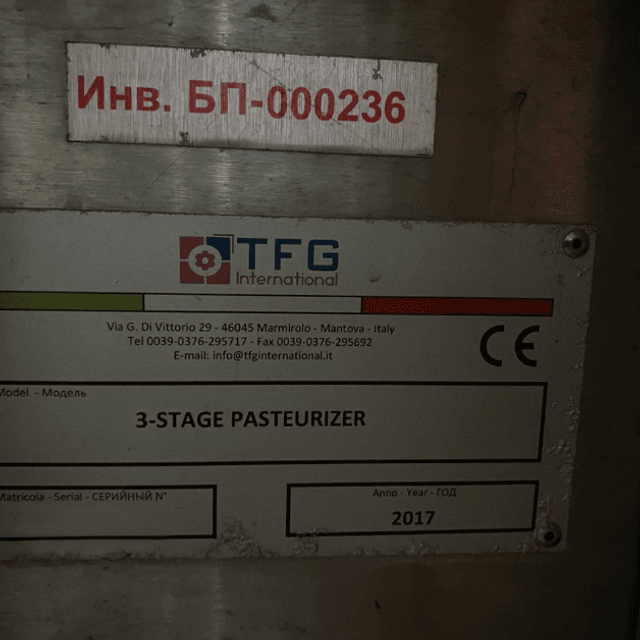 Инв. БП-000236
TFG
International
Via G. Di Vittorio 29 - 46045 Marmirolo - Mantova - Italy
Tel 0039-0376-295717 - Fax 0039-0376-295692
E-mail: info@tfginternational.it
CE
Model - Модель
3-STAGE PASTEURIZER
Matricola - Serial - СЕРИЙНЫЙ N°
Anno - Year - ГОД
2017